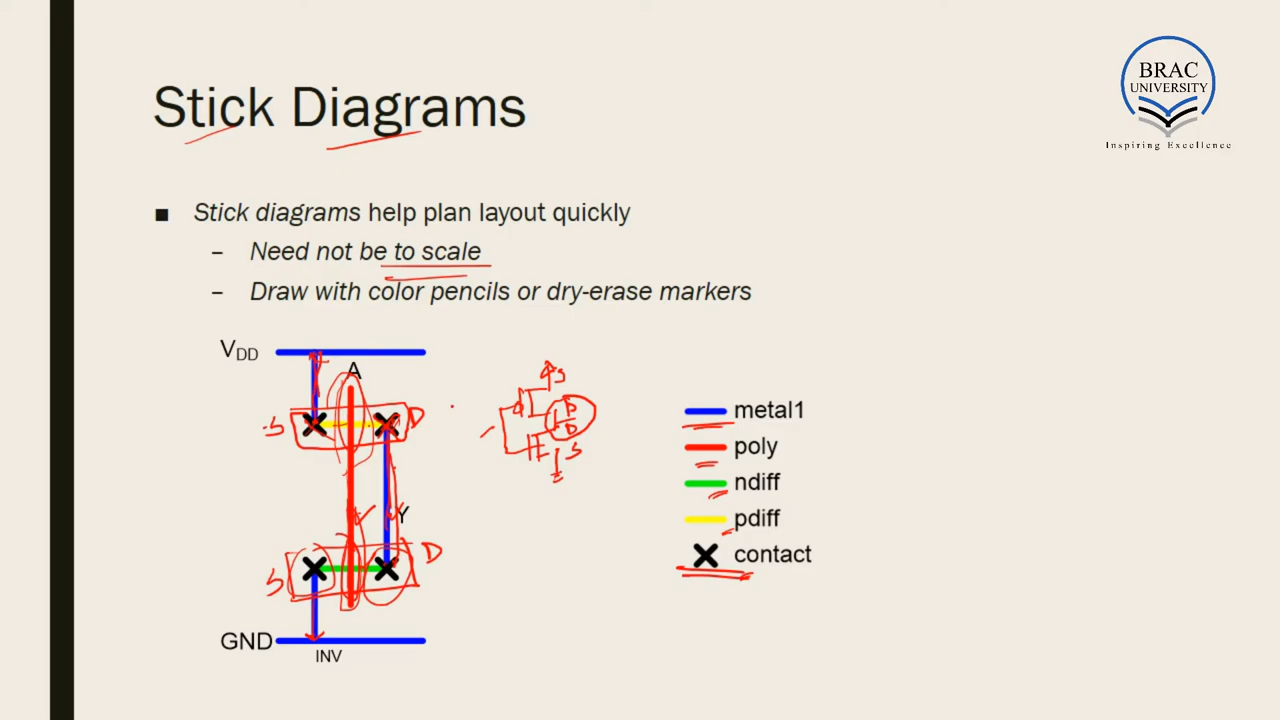 BRAC
UNIVERSITY
Inspiring Excellence
Stick Diagrams
■ Stick diagrams help plan layout quickly
– Need not be to scale
– Draw with color pencils or dry-erase markers
VDD
A
S
D
S
D
D
S
Y
S
D
GND
INV
metal1
poly
ndiff
pdiff
contact